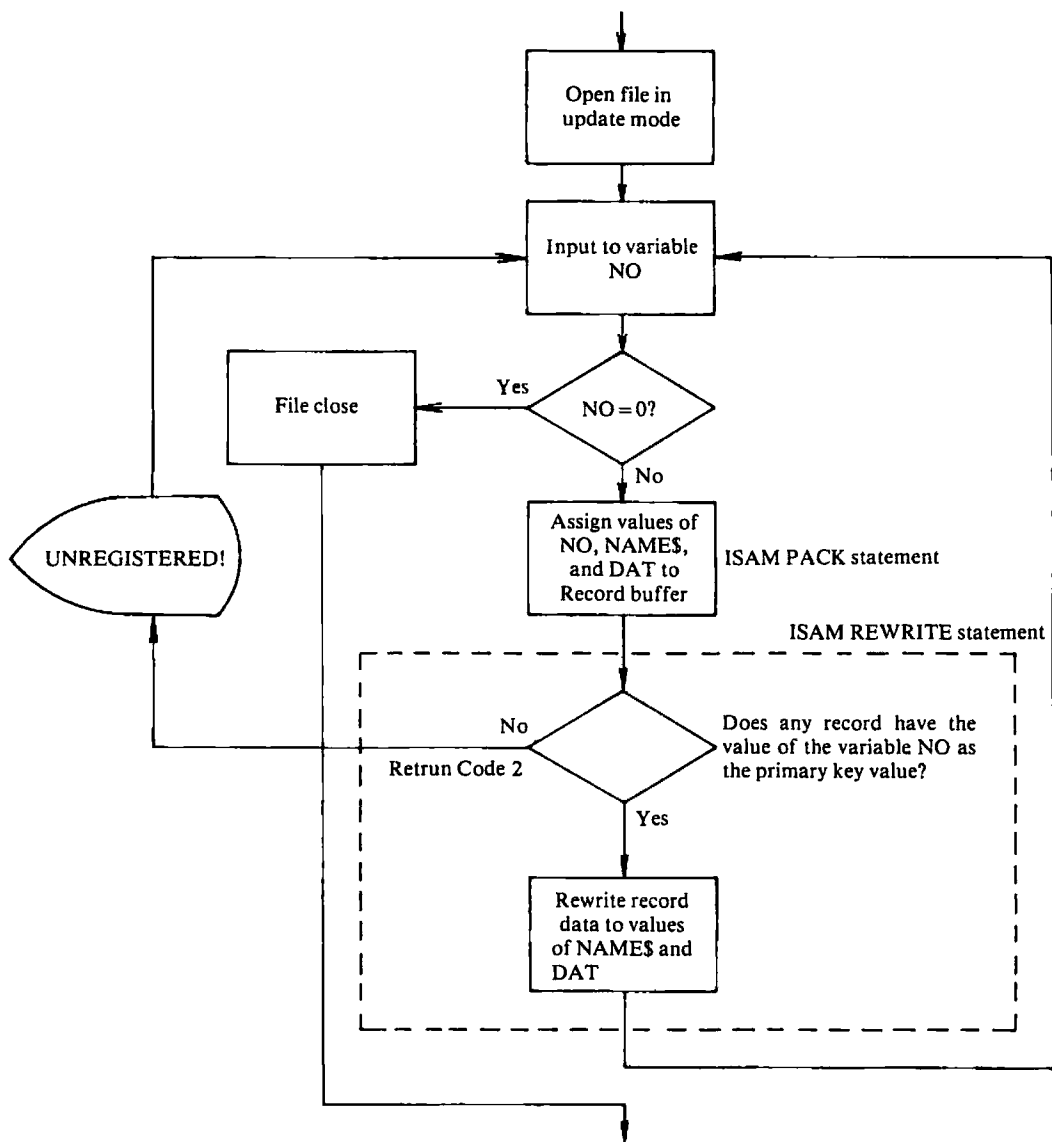 Open file in
update mode
Input to variable
NO
Yes
File close
NO = 0?
No
Assign values of
NO, NAME$,
and DAT to
Record buffer
ISAM PACK statement
UNREGISTERED!
ISAM REWRITE statement
No
Retrun Code 2
Does any record have the
value of the variable NO as
the primary key value?
Yes
Rewrite record
data to values
of NAME$ and
DAT